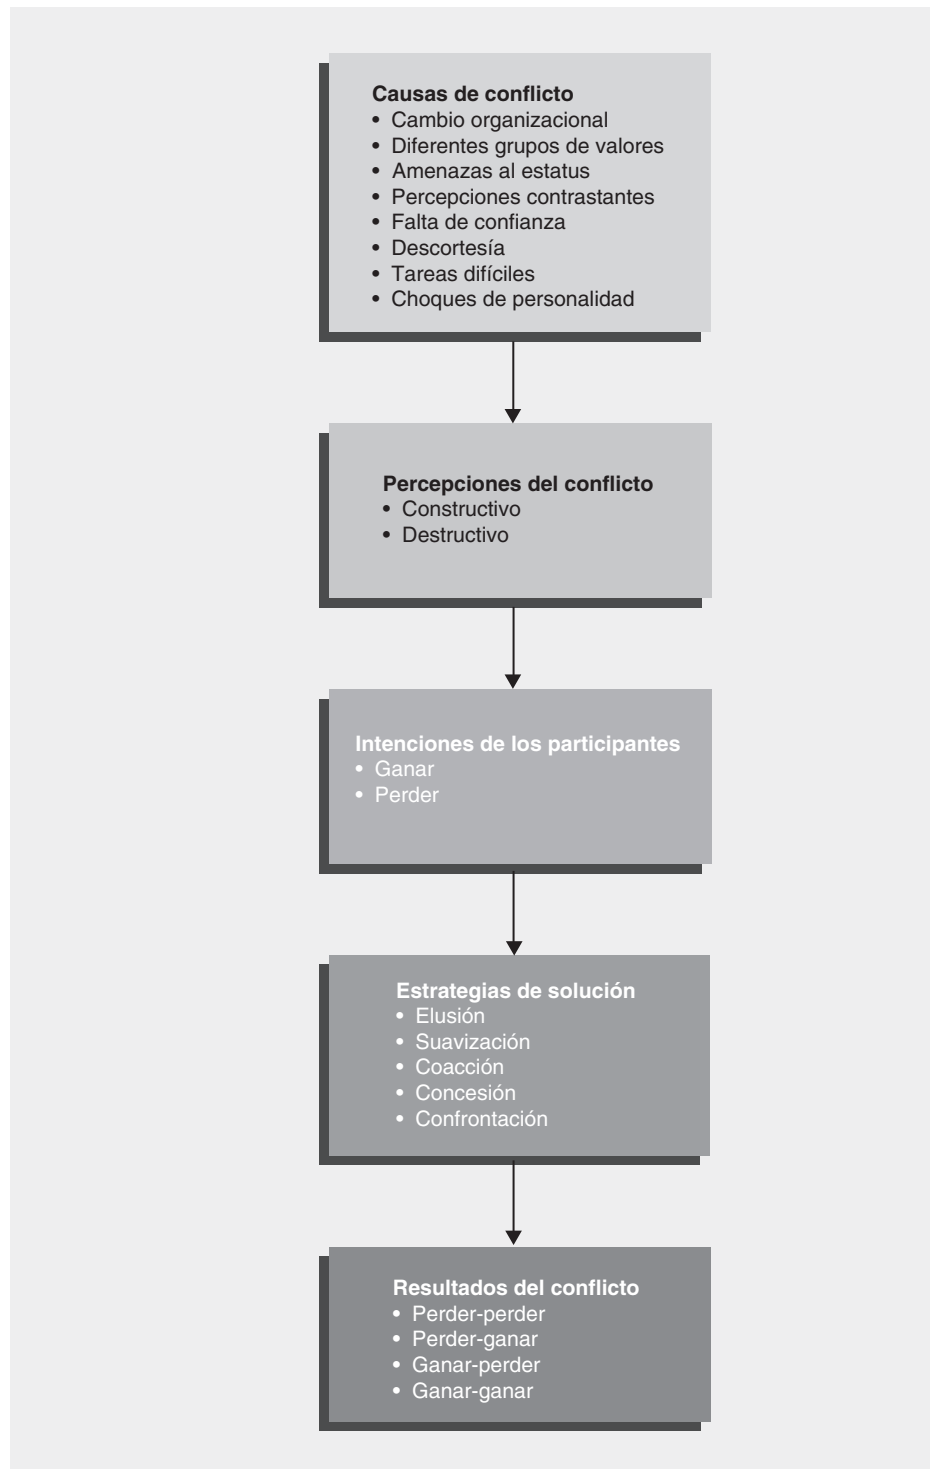 Causas de conflicto
• Cambio organizacional
• Diferentes grupos de valores
• Amenazas al estatus
• Percepciones contrastantes
• Falta de confianza
• Descortesía
• Tareas difíciles
• Choques de personalidad
Percepciones del conflicto
• Constructivo
• Destructivo
Intenciones de los participantes
• Ganar
• Perder
Estrategias de solución
• Elusión
• Suavización
• Coacción
• Concesión
• Confrontación
Resultados del conflicto
• Perder-perder
• Perder-ganar
• Ganar-perder
• Ganar-ganar